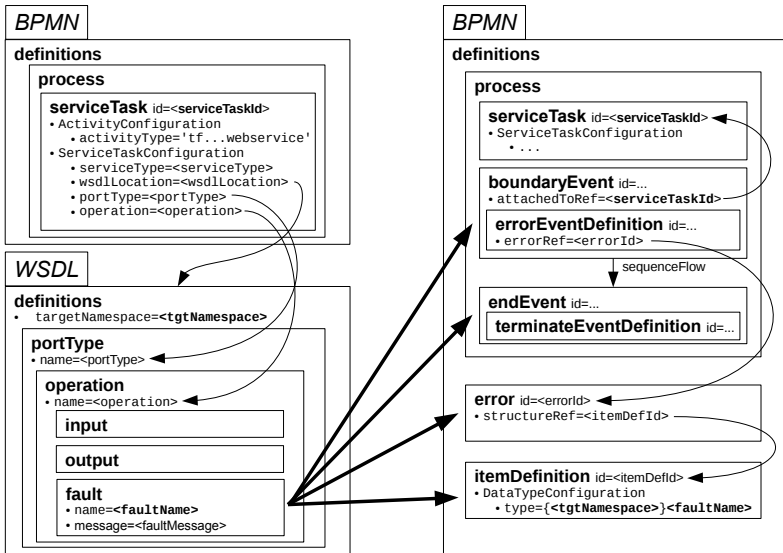 BPMN
definitions
process
serviceTask id=<serviceTaskId>
• ActivityConfiguration
• activityType='tf...webservice'
• ServiceTaskConfiguration
• serviceType=<serviceType>
• wsdlLocation=<wsdlLocation>
• portType=<portType>
• operation=<operation>
WSDL
definitions
• targetNamespace=<tgtNamespace>
portType
• name=<portType>
operation
• name=<operation>
input
output
fault
• name=<faultName>
• message=<faultMessage>
BPMN
definitions
process
serviceTask id=<serviceTaskId>
• ServiceTaskConfiguration
• ...
boundaryEvent id=...
• attachedToRef=<serviceTaskId>
errorEventDefinition id=...
• errorRef=<errorId>
sequenceFlow
endEvent id=...
terminateEventDefinition id=...
error id=<errorId>
• structureRef=<itemDefId>
itemDefinition id=<itemDefId>
• DataTypeConfiguration
• type={<tgtNamespace>}<faultName>